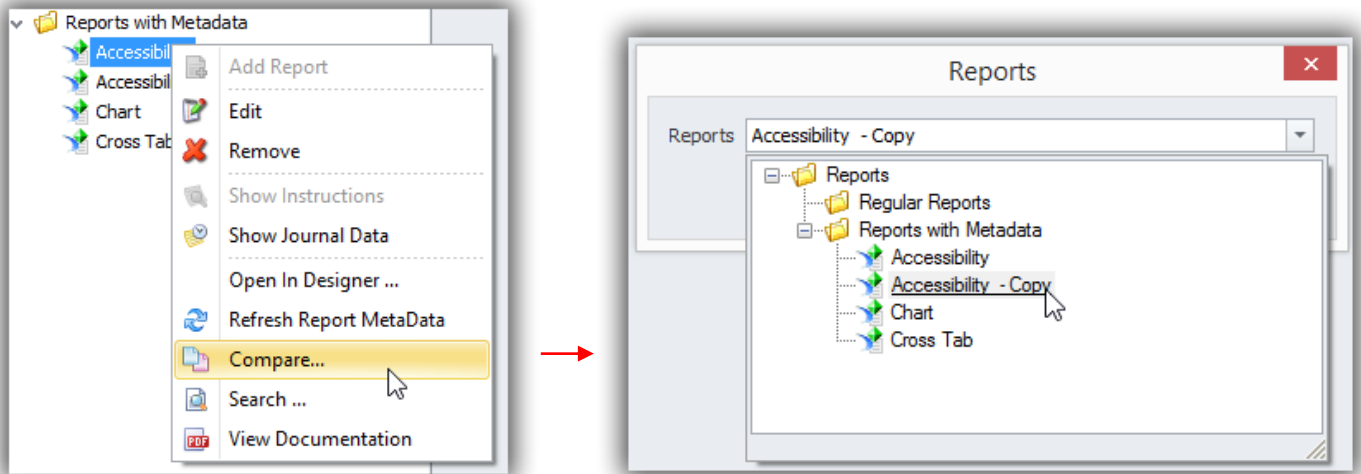 Reports with Metadata
Accessibil
Accessibil
Chart
Cross Tab
Add Report
Edit
Remove
Show Instructions
Show Journal Data
Open In Designer ...
Refresh Report MetaData
Compare...
Search ...
PDF
View Documentation
Reports
Reports
Accessibility - Copy
Reports
Regular Reports
Reports with Metadata
Accessibility
Accessibility - Copy
Chart
Cross Tab